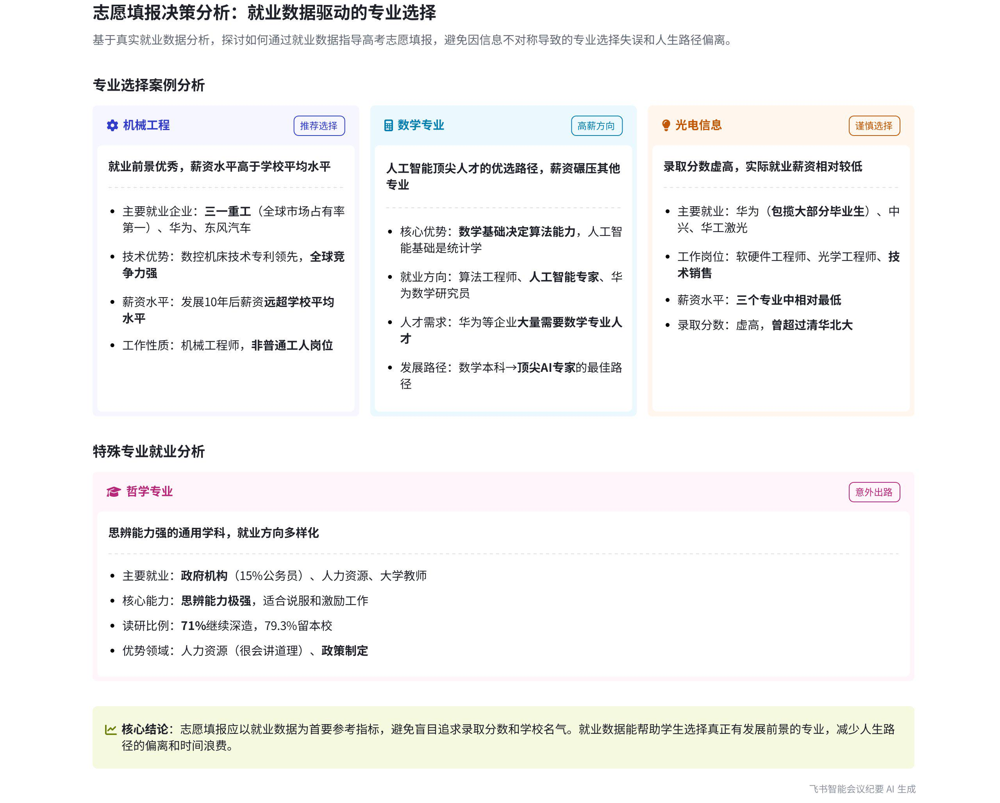 志愿填报决策分析：就业数据驱动的专业选择
基于真实就业数据分析，探讨如何通过就业数据指导高考志愿填报，避免因信息不对称导致的专业选择失误和人生路径偏离。
专业选择案例分析
机械工程
推荐选择
就业前景优秀，薪资水平高于学校平均水平
• 主要就业企业：三一重工（全球市场占有率
第一）、华为、东风汽车
• 技术优势：数控机床技术专利领先，全球竞
争力强
• 薪资水平：发展10年后薪资远超学校平均
水平
• 工作性质：机械工程师，非普通工人岗位
数学专业
高薪方向
人工智能顶尖人才的优选路径，薪资碾压其他
专业
• 核心优势：数学基础决定算法能力，人工智
能基础是统计学
• 就业方向：算法工程师、人工智能专家、华
为数学研究员
• 人才需求：华为等企业大量需要数学专业人
才
• 发展路径：数学本科→顶尖AI专家的最佳路
径
光电信息
谨慎选择
录取分数虚高，实际就业薪资相对较低
• 主要就业：华为（包揽大部分毕业生）、中
兴、华工激光
• 工作岗位：软硬件工程师、光学工程师、技
术销售
• 薪资水平：三个专业中相对最低
• 录取分数：虚高，曾超过清华北大
特殊专业就业分析
哲学专业
意外出路
思辨能力强的通用学科，就业方向多样化
• 主要就业：政府机构（15%公务员）、人力资源、大学教师
• 核心能力：思辨能力极强，适合说服和激励工作
• 读研比例：71%继续深造，79.3%留本校
• 优势领域：人力资源（很会讲道理）、政策制定
核心结论：志愿填报应以就业数据为首要参考指标，避免盲目追求录取分数和学校名气。就业数据能帮助学生选择真正有发展前景的专业，减少人生路
径的偏离和时间浪费。
飞书智能会议纪要 AI 生成